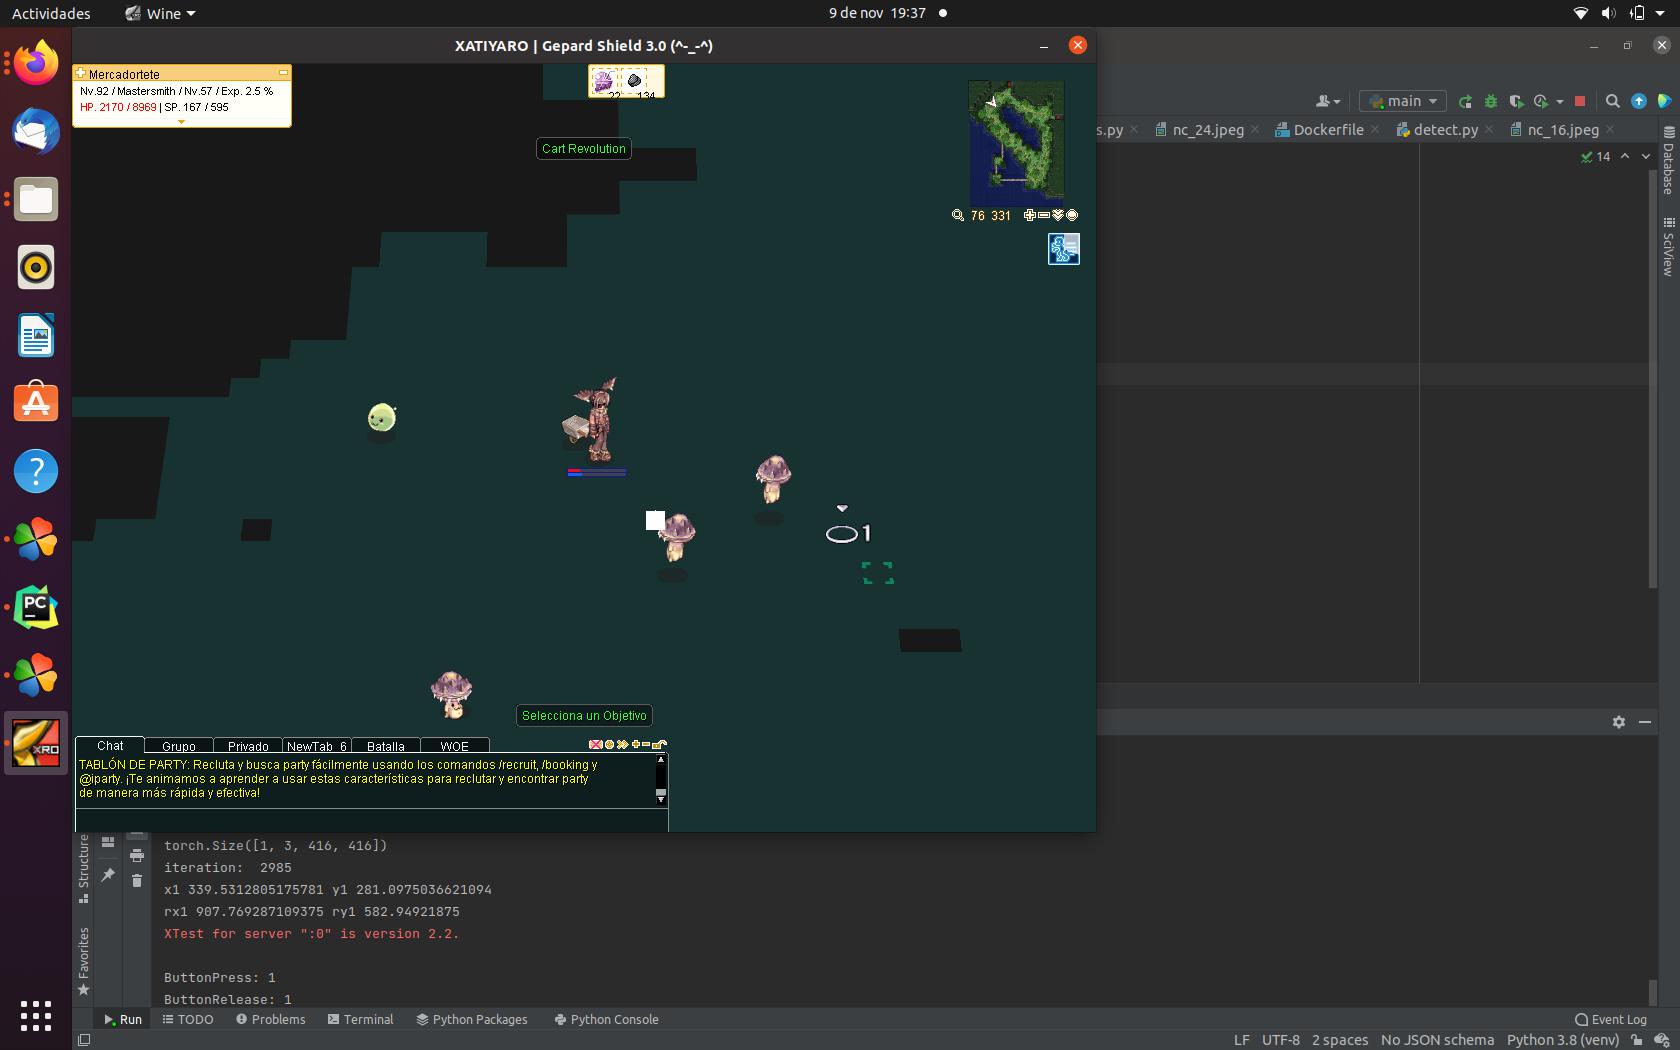 Actividades
Wine
9 de nov 19:37
XATIYARO | Gepard Shield 3.0 (^-_-^)
Mercadortete
Nv.92 / Mastersmith / Nv.57 / Exp. 2.5 %
HP. 2170 / 8969 | SP. 167 / 595
22 134
Cart Revolution
76 331
main
s.py
nc_24.jpeg
Dockerfile
detect.py
nc_16.jpeg
14
Database
SciView
1
Selecciona un Objetivo
Chat
Grupo
Privado
NewTab_6
Batalla
WOE
TABLÓN DE PARTY: Recluta y busca party fácilmente usando los comandos /recruit, /booking y
@iparty. ¡Te animamos a aprender a usar estas características para reclutar y encontrar party
de manera más rápida y efectiva!
PC
XRO
Structure
Favorites
torch.Size([1, 3, 416, 416])
iteration:  2985
x1 339.5312805175781 y1 281.0975036621094
rx1 907.769287109375 ry1 582.94921875
XTest for server ":0" is version 2.2.
ButtonPress: 1
ButtonRelease: 1
Run
TODO
Problems
Terminal
Python Packages
Python Console
Event Log
LF
UTF-8
2 spaces
No JSON schema
Python 3.8 (venv)